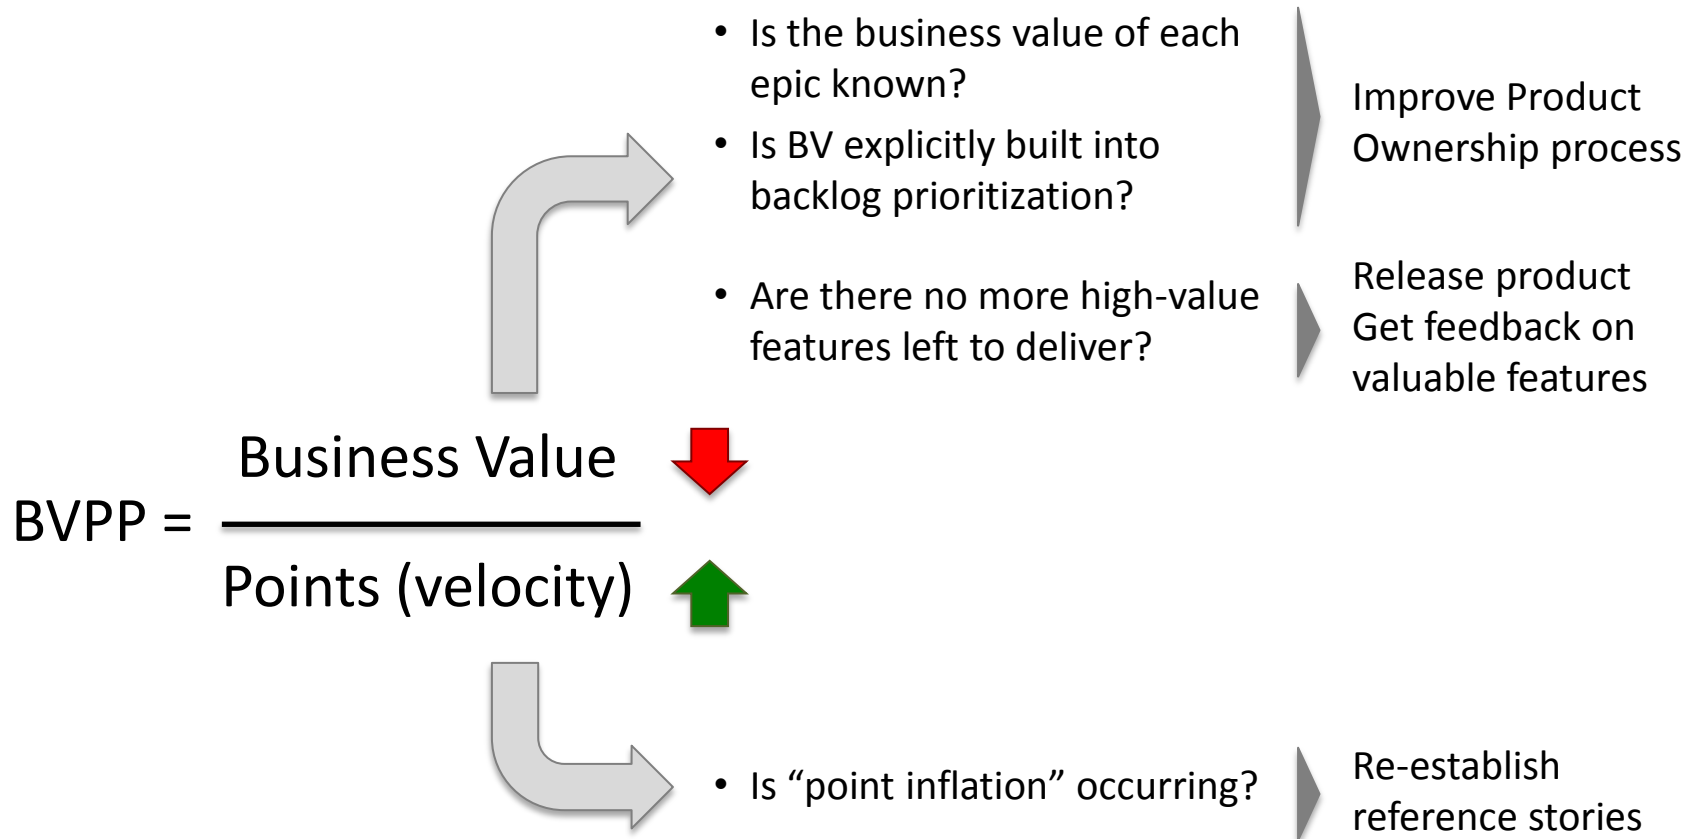 • Is the business value of each
epic known?
• Is BV explicitly built into
backlog prioritization?
Improve Product
Ownership process
• Are there no more high-value
features left to deliver?
Release product
Get feedback on
valuable features
BVPP =
Business Value
Points (velocity)
• Is “point inflation” occurring?
Re-establish
reference stories